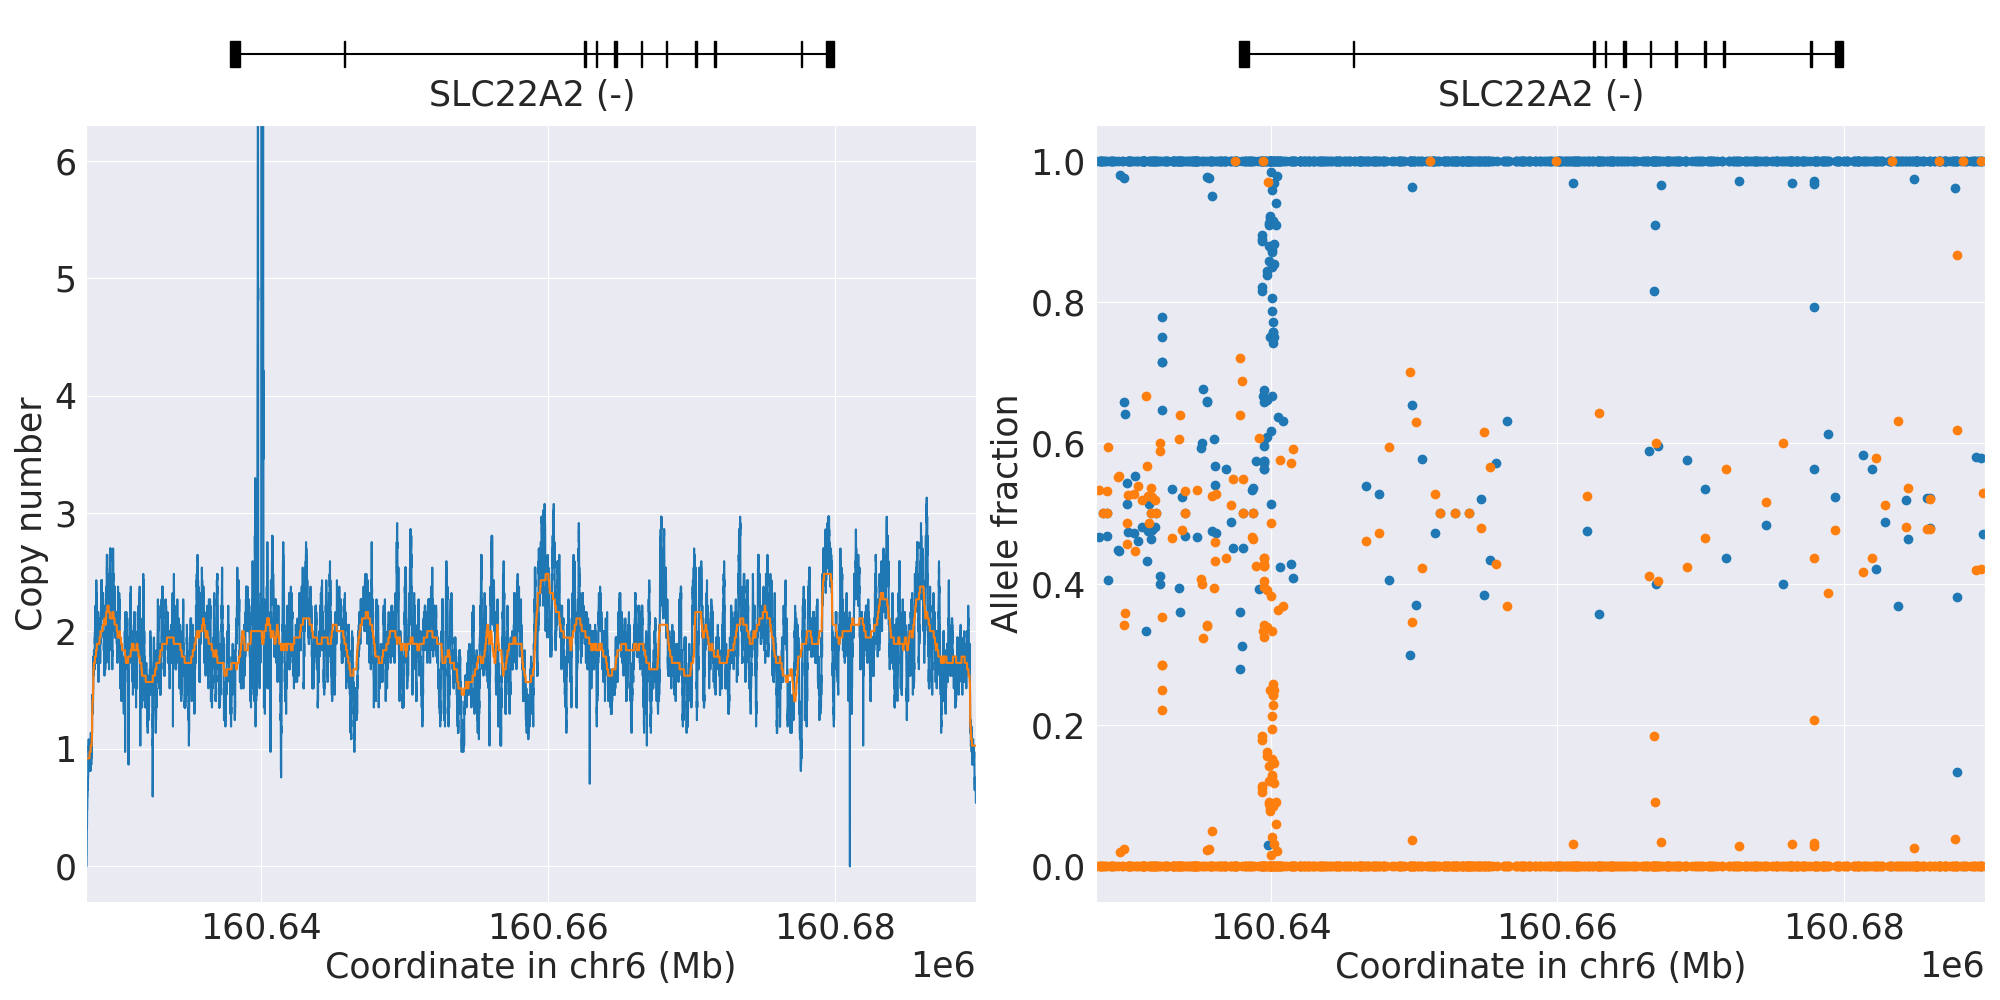 SLC22A2 (-)
Copy number
6
5
4
3
2
1
0
160.64
160.66
160.68
Coordinate in chr6 (Mb)
1e6
SLC22A2 (-)
Allele fraction
1.0
0.8
0.6
0.4
0.2
0.0
160.64
160.66
160.68
Coordinate in chr6 (Mb)
1e6